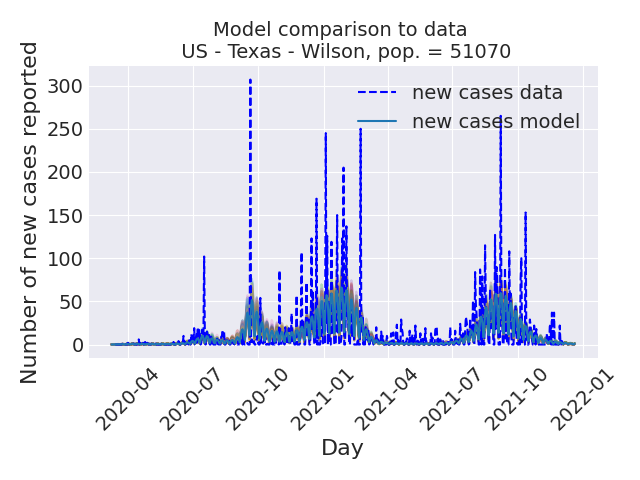 Model comparison to data
US - Texas - Wilson, pop. = 51070
new cases data
new cases model
Number of new cases reported
300
250
200
150
100
50
0
2020-04
2020-07
2020-10
2021-01
2021-04
2021-07
2021-10
2022-01
Day